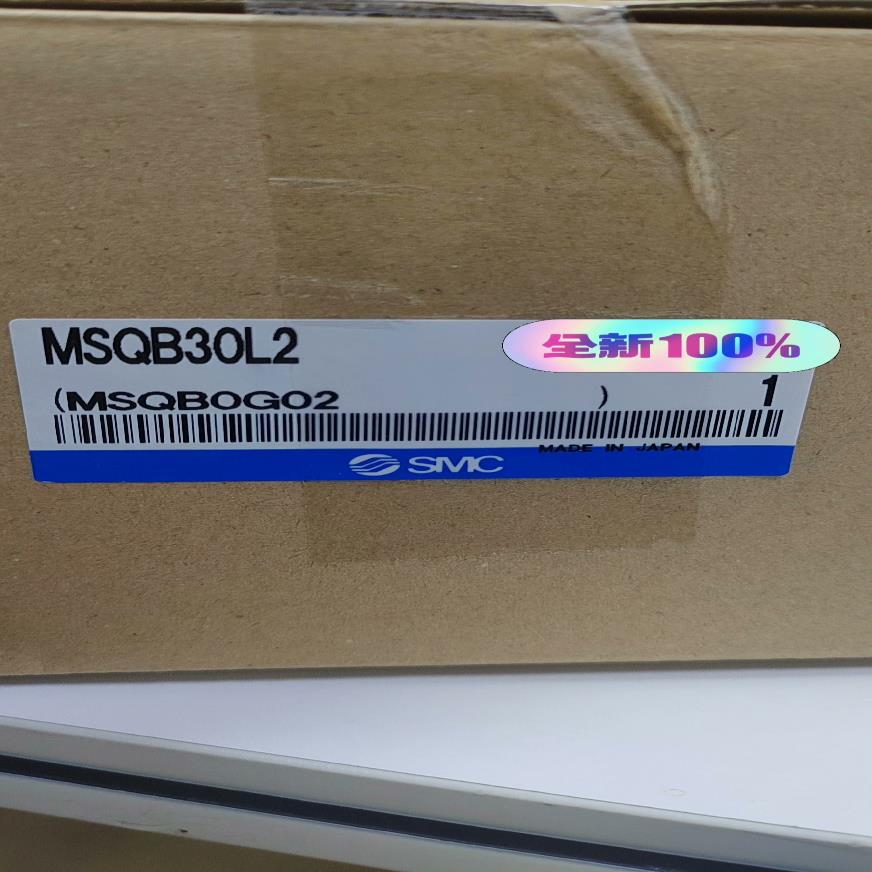 MSQB30L2
全新100%
(MSQB0G02 )
1
MADE IN JAPAN
SMC